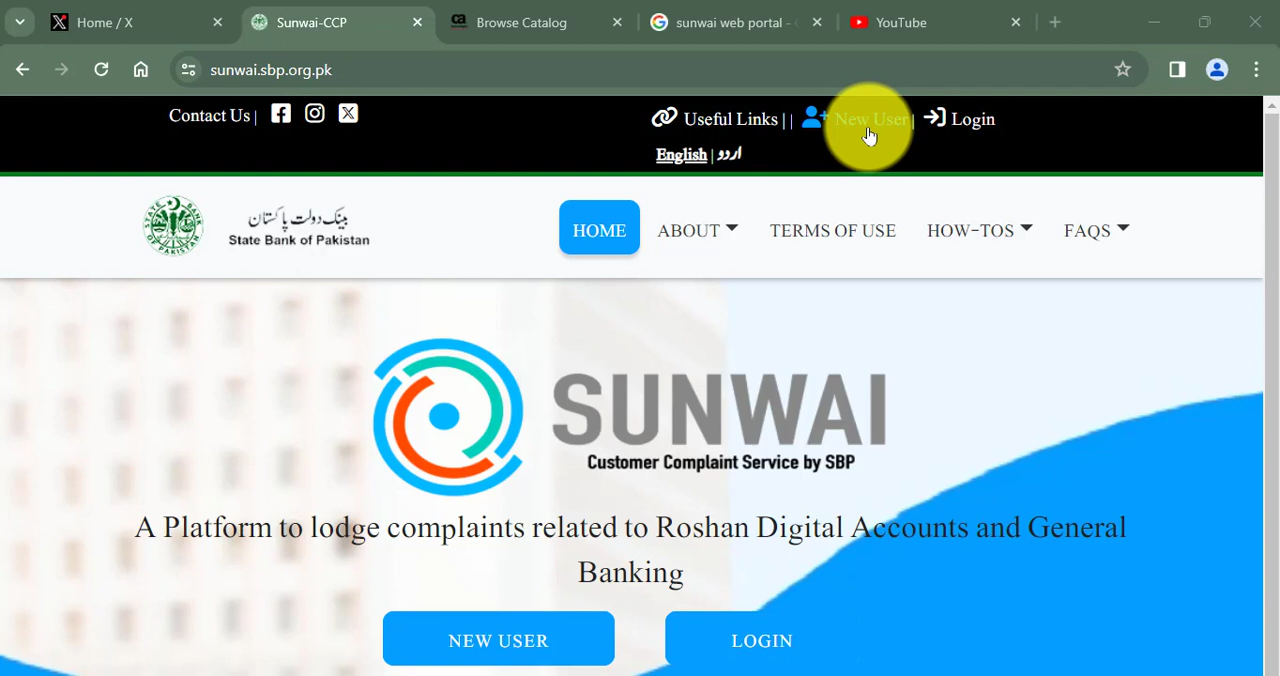 Home / X
Sunwai-CCP
Browse Catalog
sunwai web portal -
YouTube
sunwai.sbp.org.pk
Contact Us |
Useful Links | | New User | Login
English | اردو
بینک دولت پاکستان
State Bank of Pakistan
HOME ABOUT TERMS OF USE HOW-TOS FAQS
SUNWAI
Customer Complaint Service by SBP
A Platform to lodge complaints related to Roshan Digital Accounts and General
Banking
NEW USER LOGIN